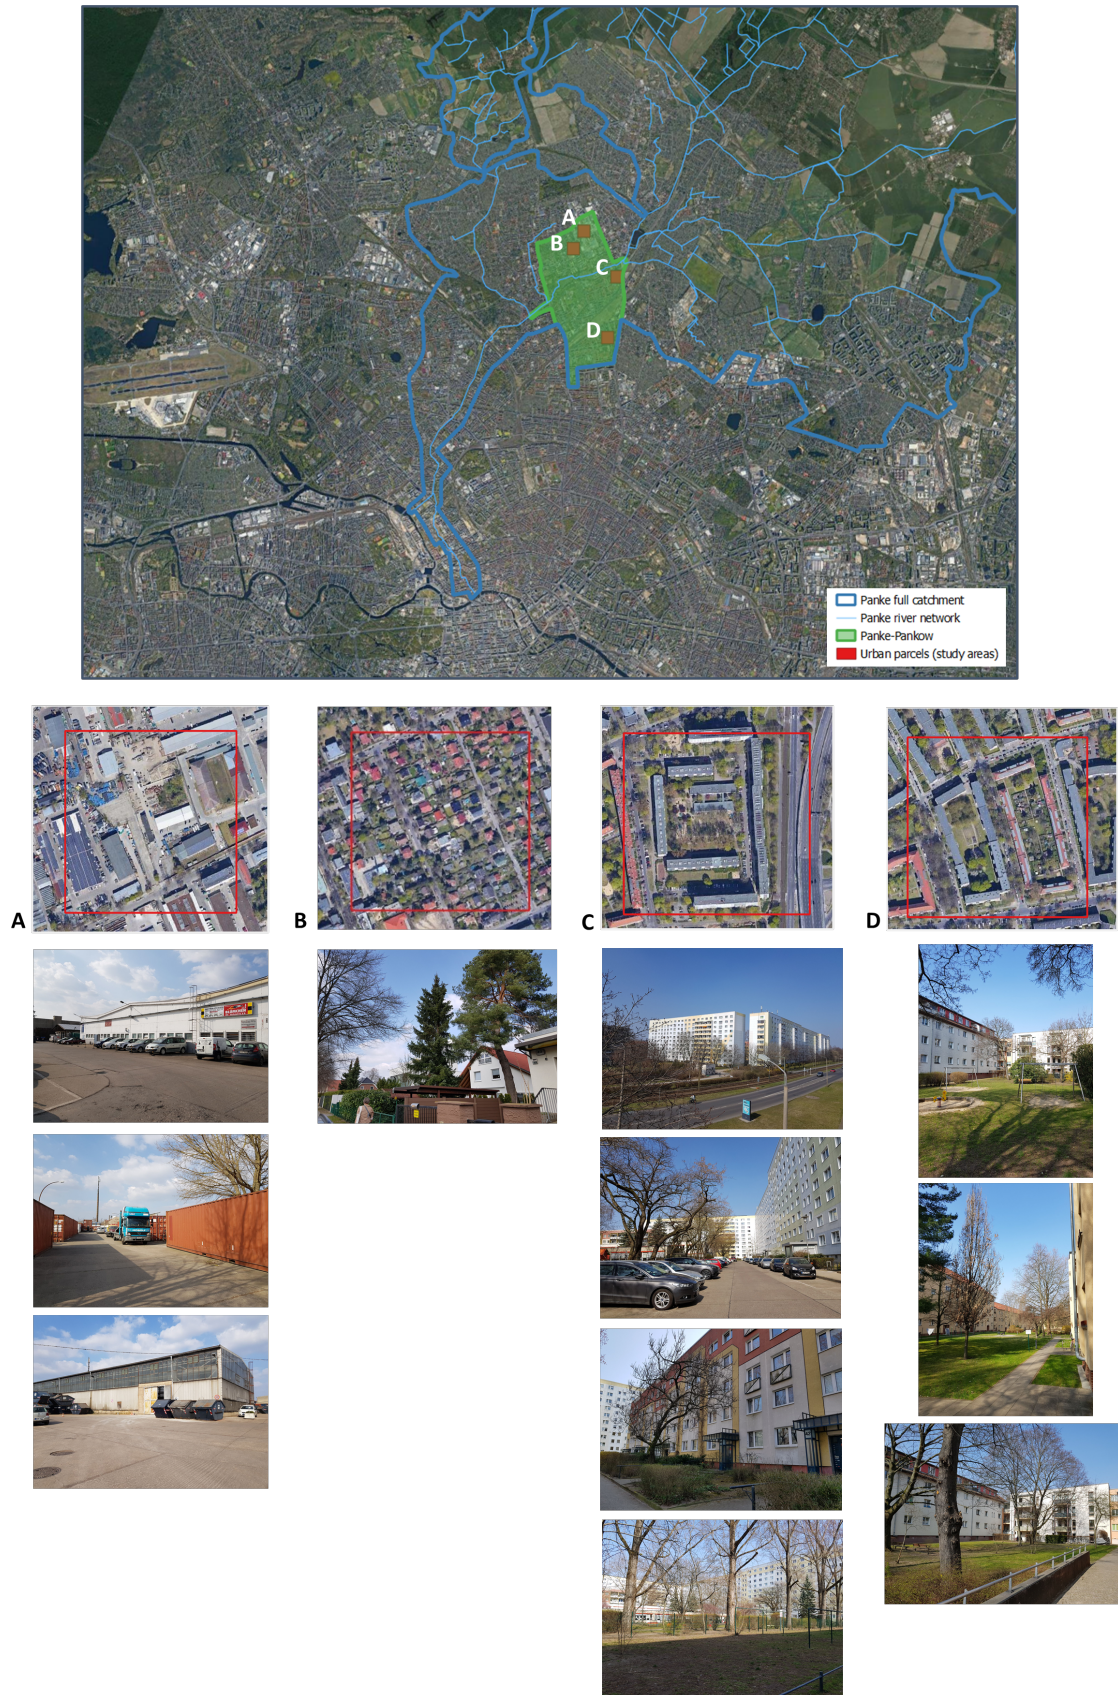 A
B
C
D
Panke full catchment
Panke river network
Panke-Pankow
Urban parcels (study areas)
A
B
C
D